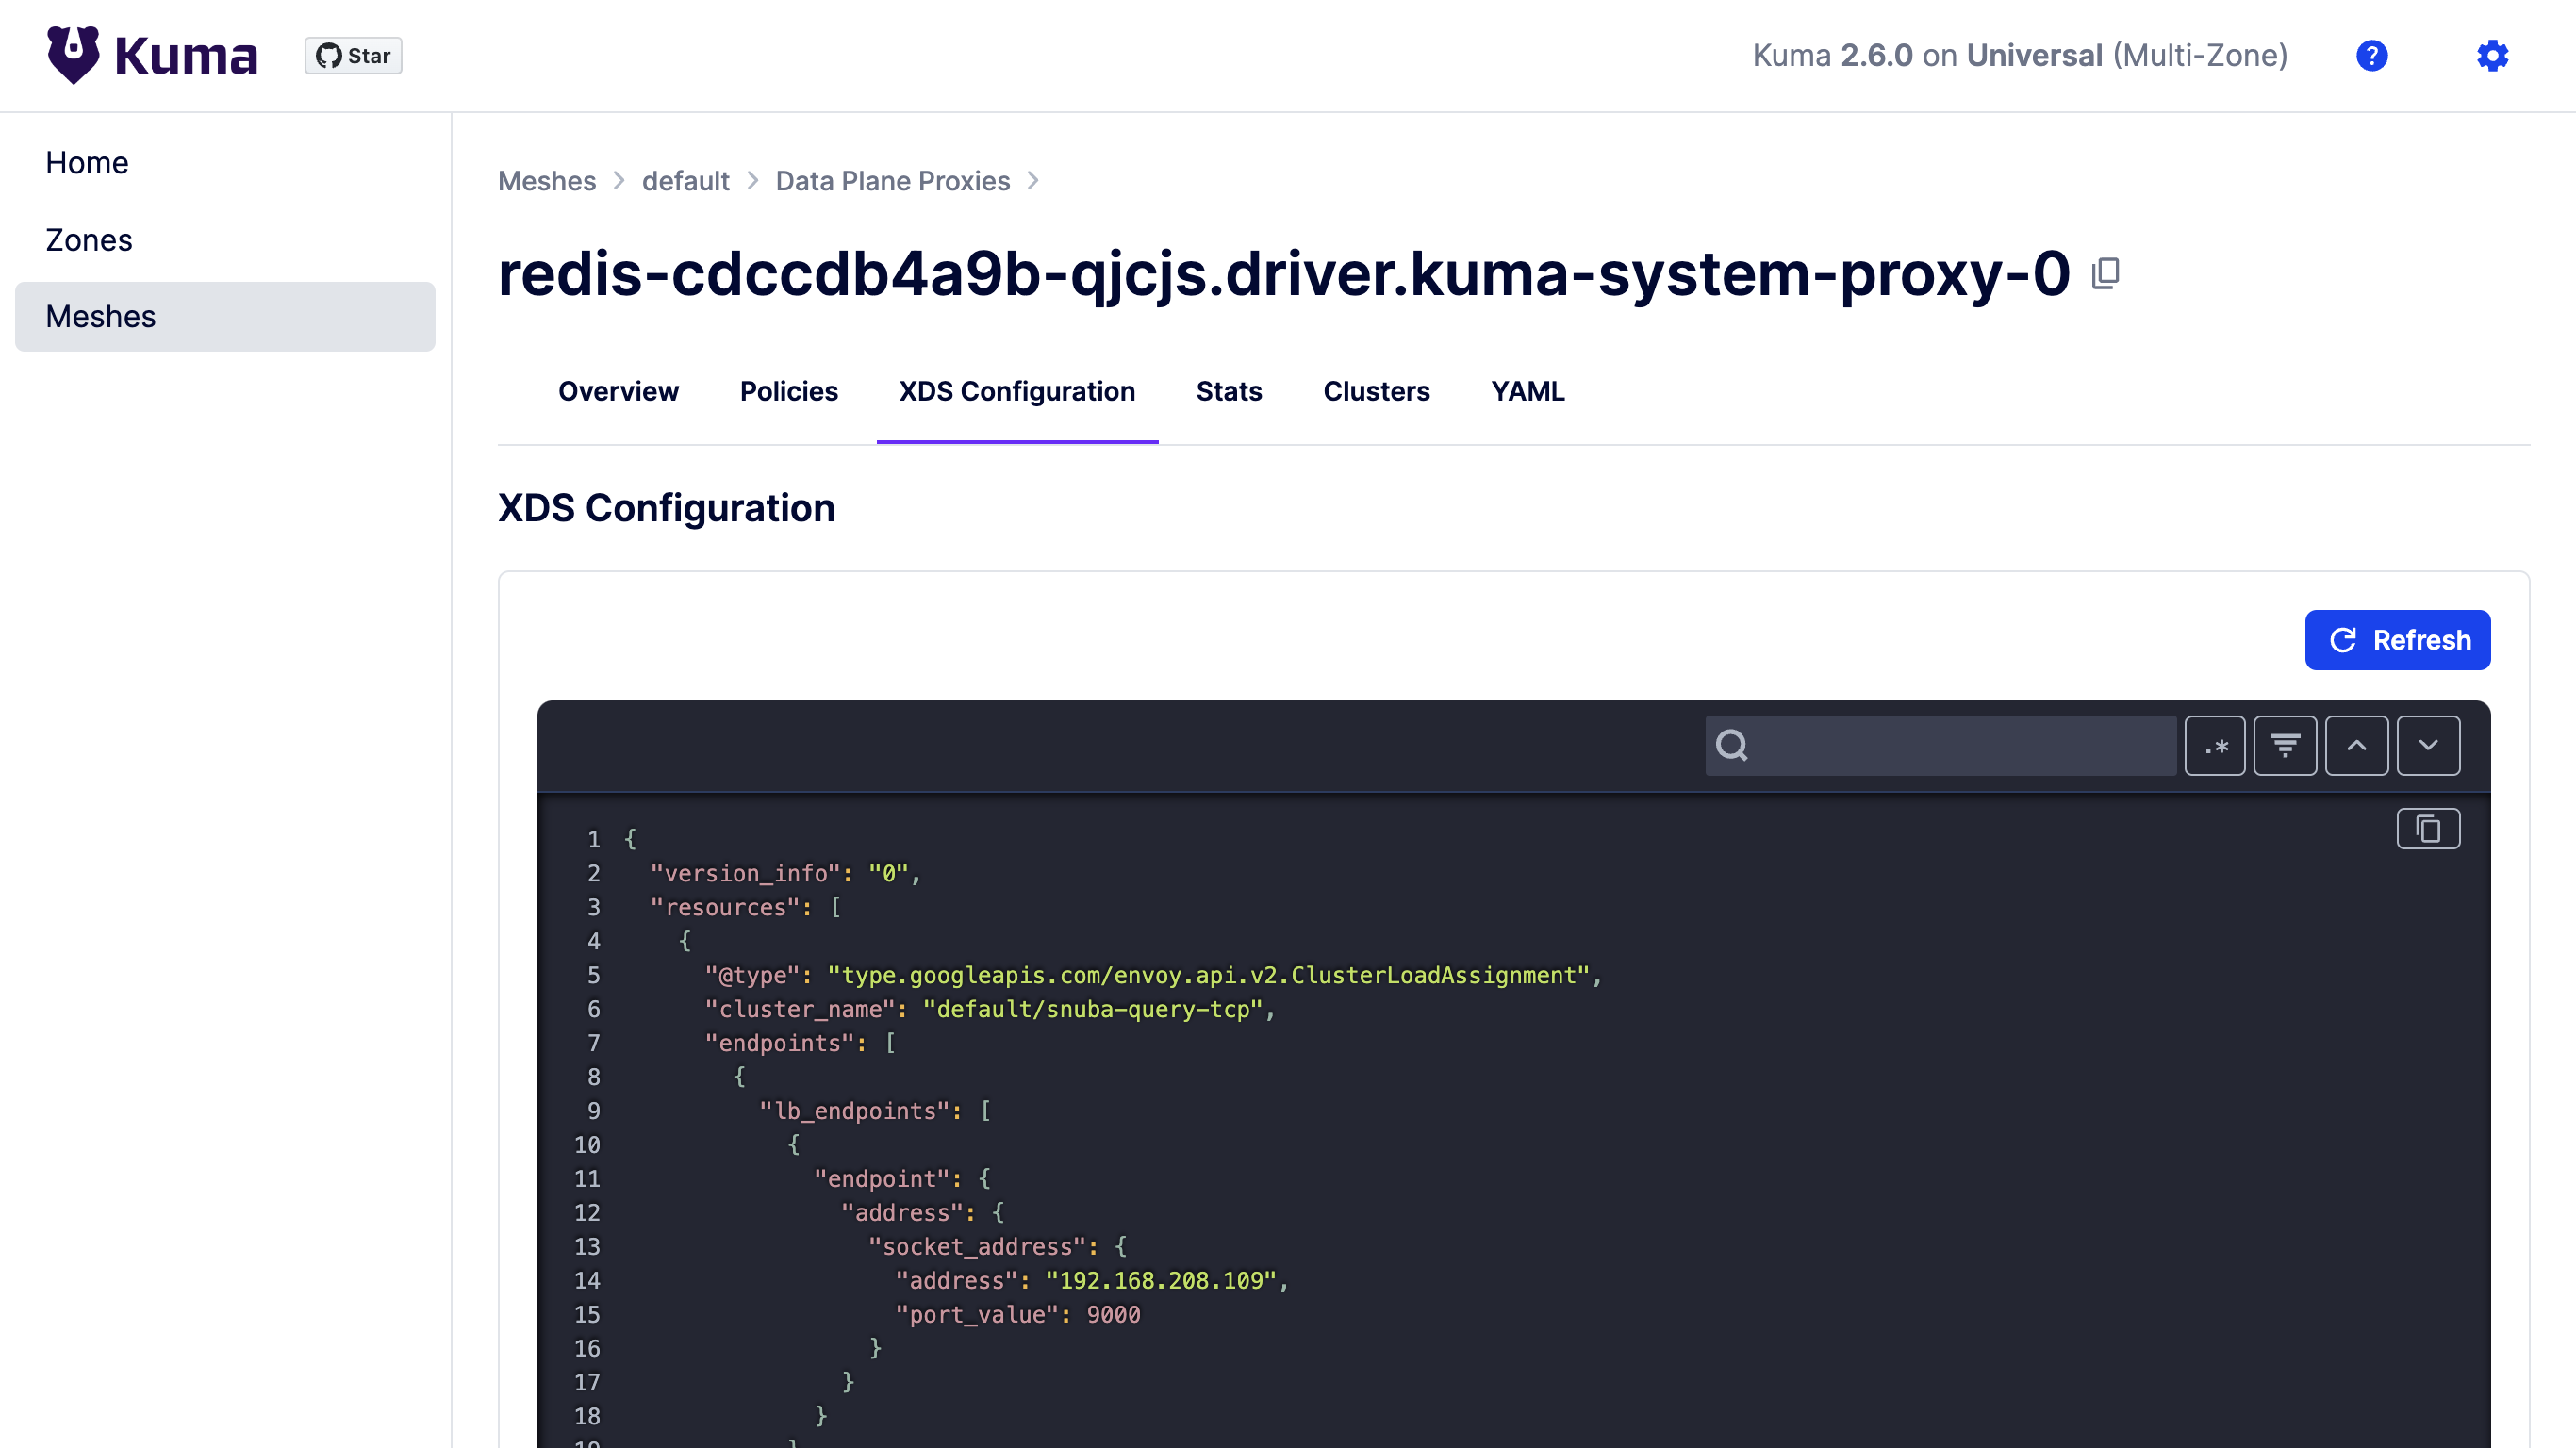 Kuma
Star
Kuma 2.6.0 on Universal (Multi-Zone)
?
Home
Zones
Meshes
Meshes > default > Data Plane Proxies >
redis-cdccdb4a9b-qjcjs.driver.kuma-system-proxy-0
Overview Policies XDS Configuration Stats Clusters YAML
XDS Configuration
Refresh
.*
1 {
2 "version_info": "0",
3 "resources": [
4 {
5 "@type": "type.googleapis.com/envoy.api.v2.ClusterLoadAssignment",
6 "cluster_name": "default/snuba-query-tcp",
7 "endpoints": [
8 {
9 "lb_endpoints": [
10 {
11 "endpoint": {
12 "address": {
13 "socket_address": {
14 "address": "192.168.208.109",
15 "port_value": 9000
16 }
17 }
18 }
19 }